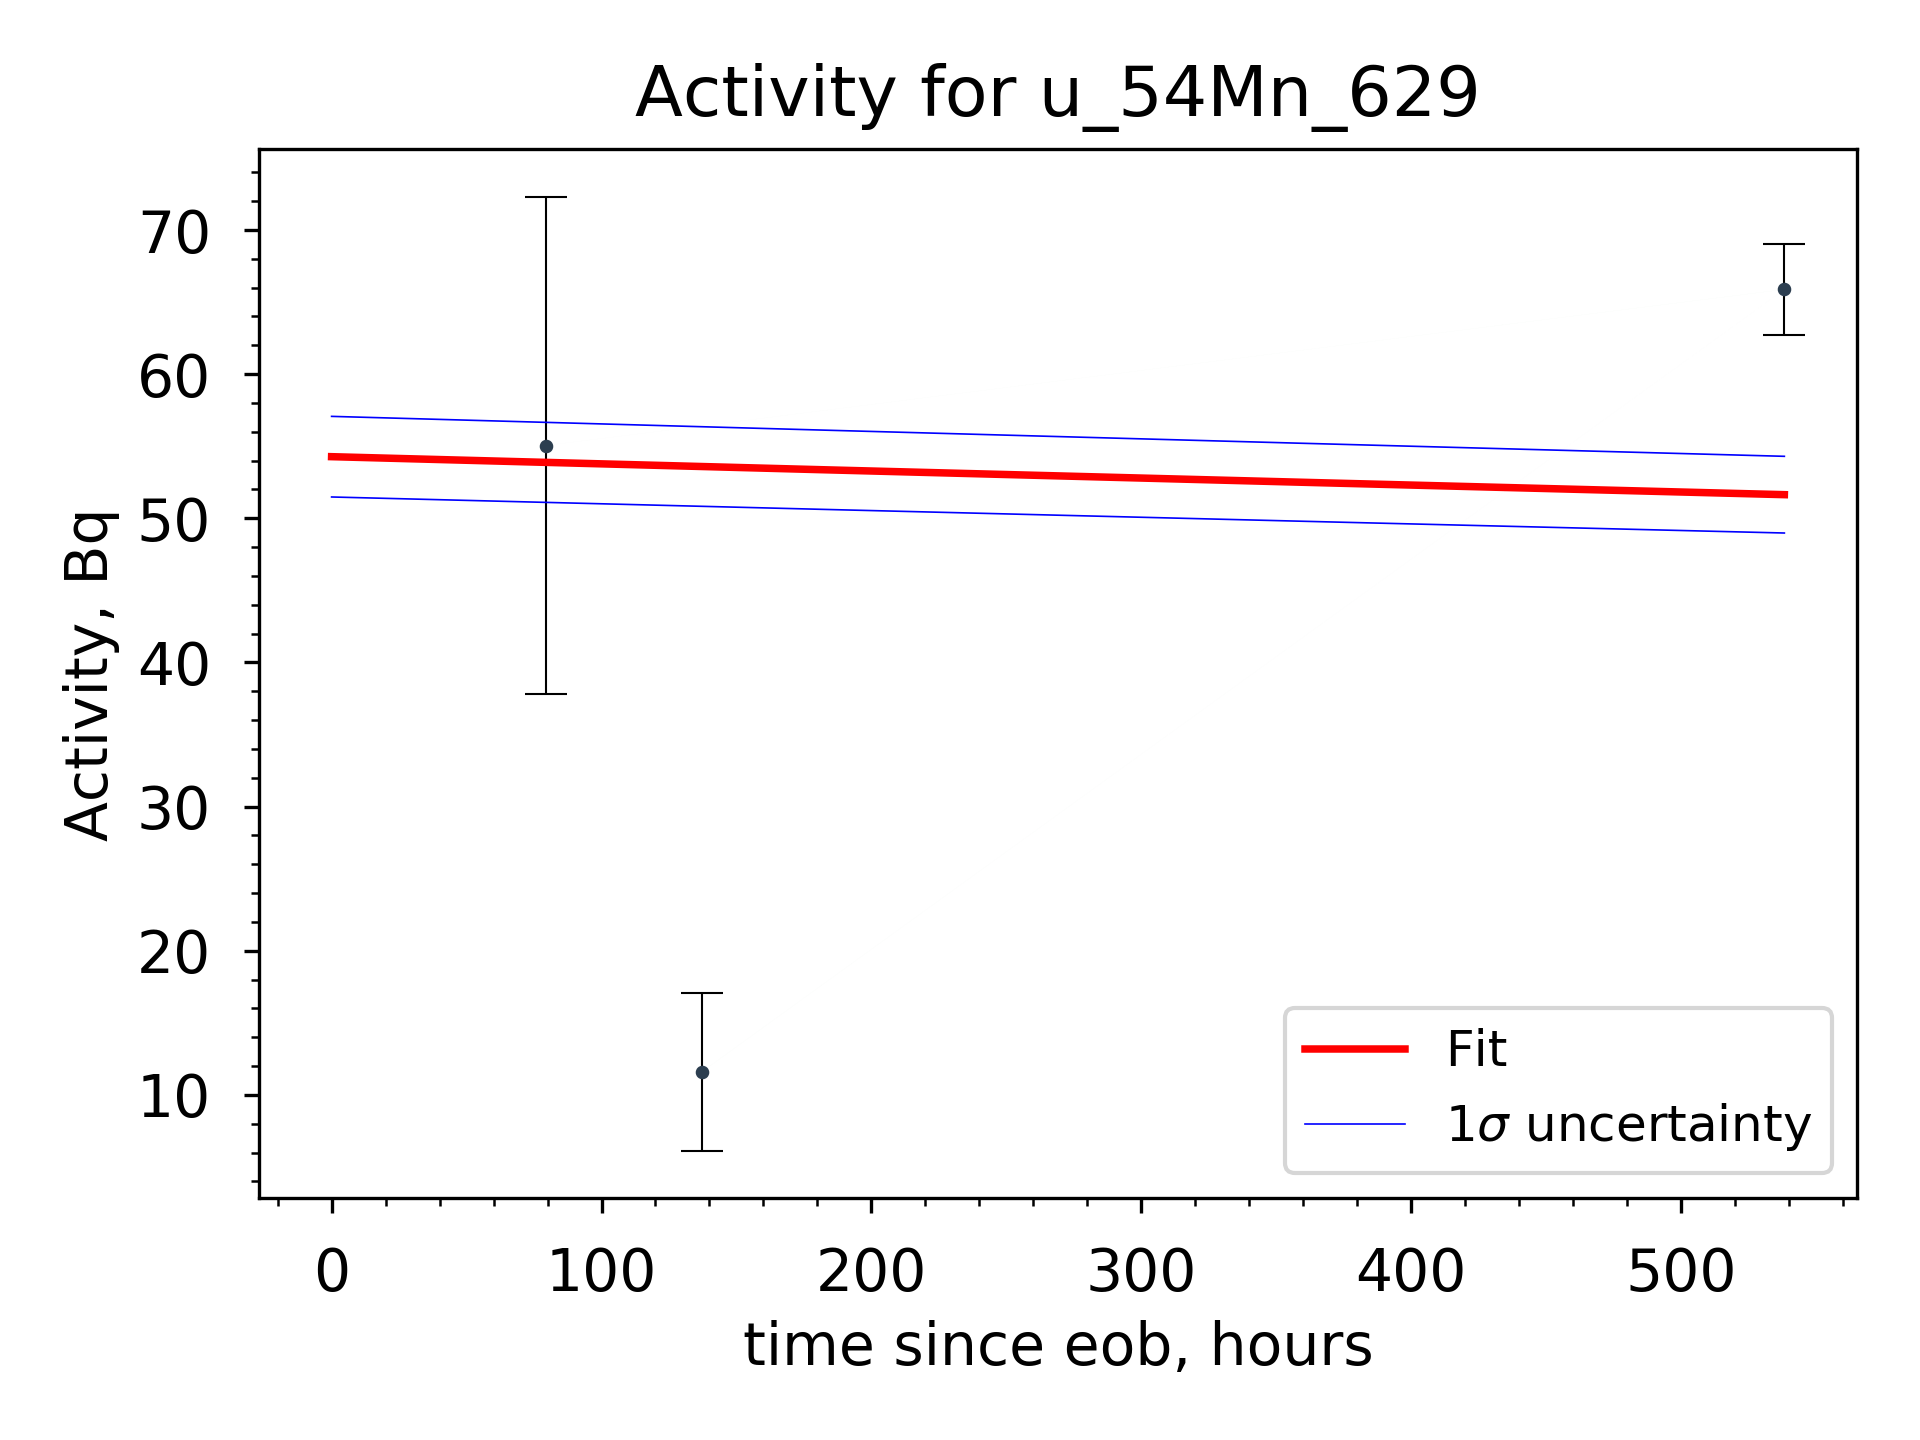 Activity for u_54Mn_629
Activity, Bq
70
60
50
40
30
20
10
0 100 200 300 400 500
time since eob, hours
Fit
1σ uncertainty